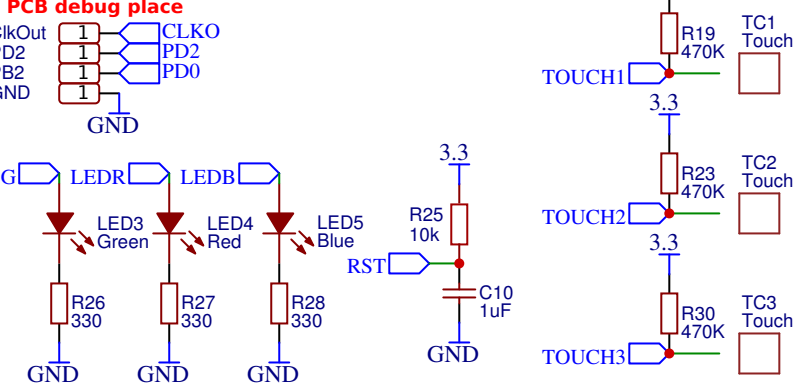 PCB debug place
ClkOut 1 CLKO
PD2 1 PD2
PB2 1 PD0
GND 1
GND
G LEDR LEDB
LED3
Green
LED4
Red
LED5
Blue
R26
330
R27
330
R28
330
GND GND GND
3.3
R25
10k
RST
C10
1uF
GND
R19
470K
TOUCH1
TC1
Touch
3.3
R23
470K
TOUCH2
TC2
Touch
3.3
R30
470K
TOUCH3
TC3
Touch